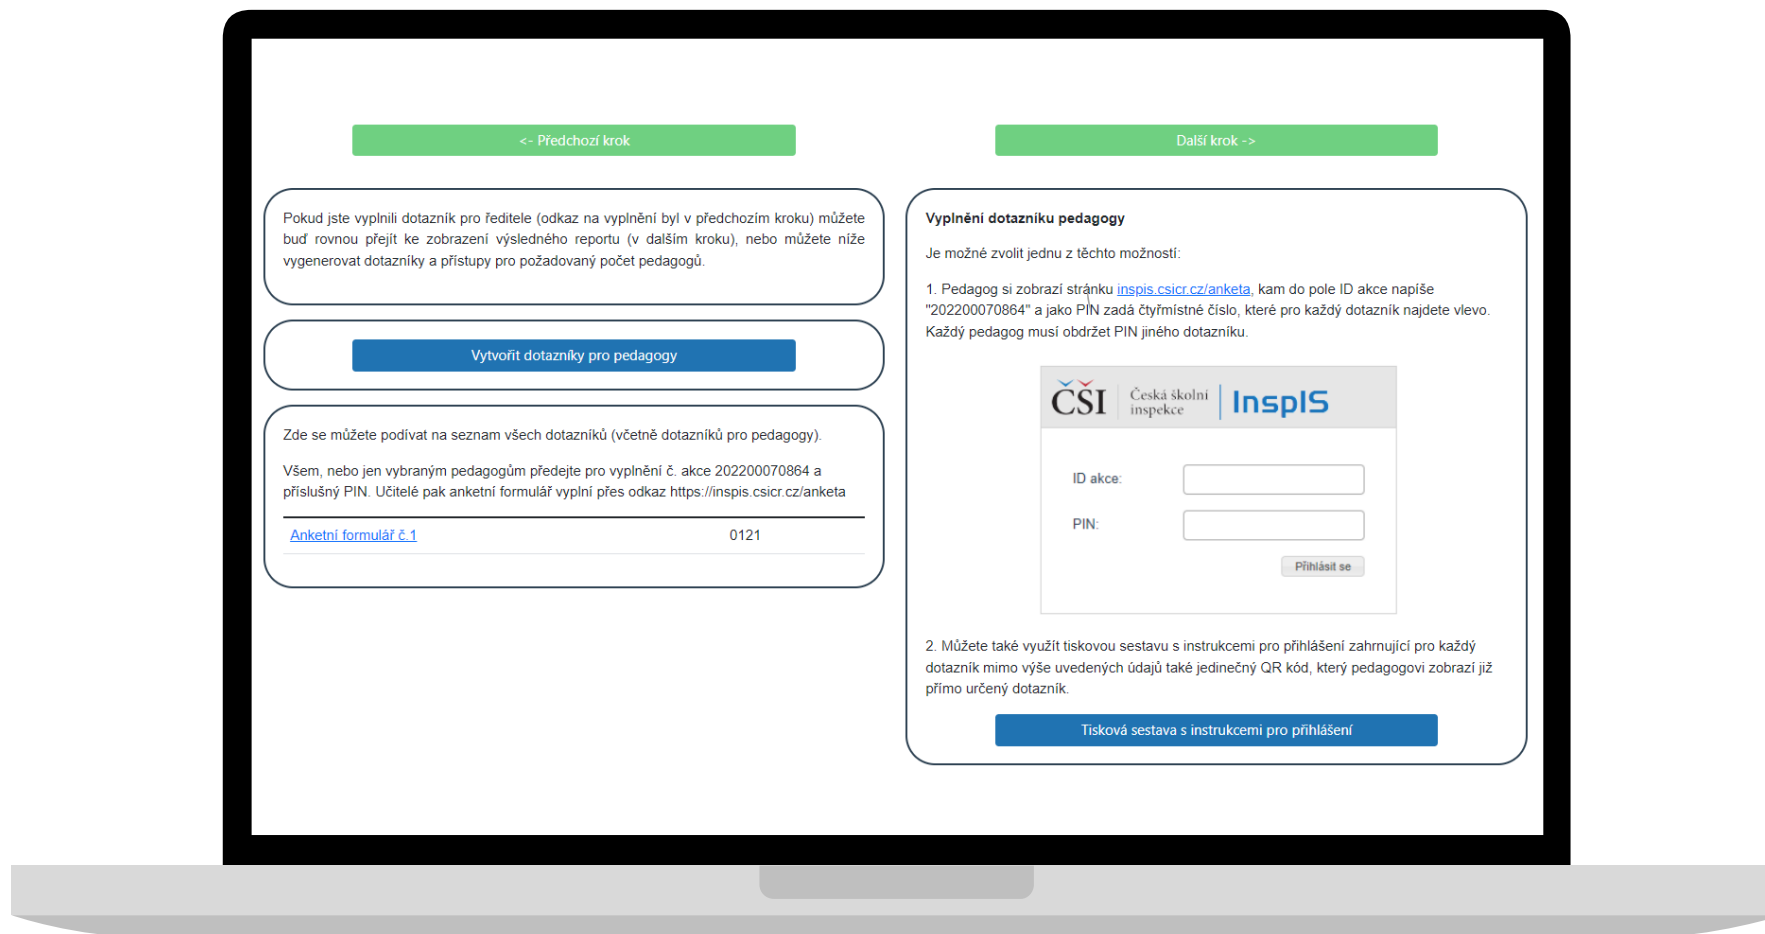 <- Předchozí krok
Další krok ->
Pokud jste vyplnili dotazník pro ředitele (odkaz na vyplnění byl v předchozím kroku) můžete
buď rovnou přejít ke zobrazení výsledného reportu (v dalším kroku), nebo můžete níže
vygenerovat dotazníky a přístupy pro požadovaný počet pedagogů.
Vytvořit dotazníky pro pedagogy
Zde se můžete podívat na seznam všech dotazníků (včetně dotazníků pro pedagogy).
Všem, nebo jen vybraným pedagogům předejte pro vyplnění č. akce 202200070864 a
příslušný PIN. Učitelé pak anketní formulář vyplní přes odkaz https://inspis.csicr.cz/anketa
Anketní formulář č.1 0121
Vyplnění dotazníku pedagogy
Je možné zvolit jednu z těchto možností:
1. Pedagog si zobrazí stránku inspis.csicr.cz/anketa, kam do pole ID akce napíše
"202200070864" a jako PIN zadá čtyřmístné číslo, které pro každý dotazník najdete vlevo.
Každý pedagog musí obdržet PIN jiného dotazníku.
ČŠI Česká školní InspIS
inspekce
ID akce:
PIN:
Přihlásit se
2. Můžete také využít tiskovou sestavu s instrukcemi pro přihlášení zahrnující pro každý
dotazník mimo výše uvedených údajů také jedinečný QR kód, který pedagogovi zobrazí již
přímo určený dotazník.
Tisková sestava s instrukcemi pro přihlášení